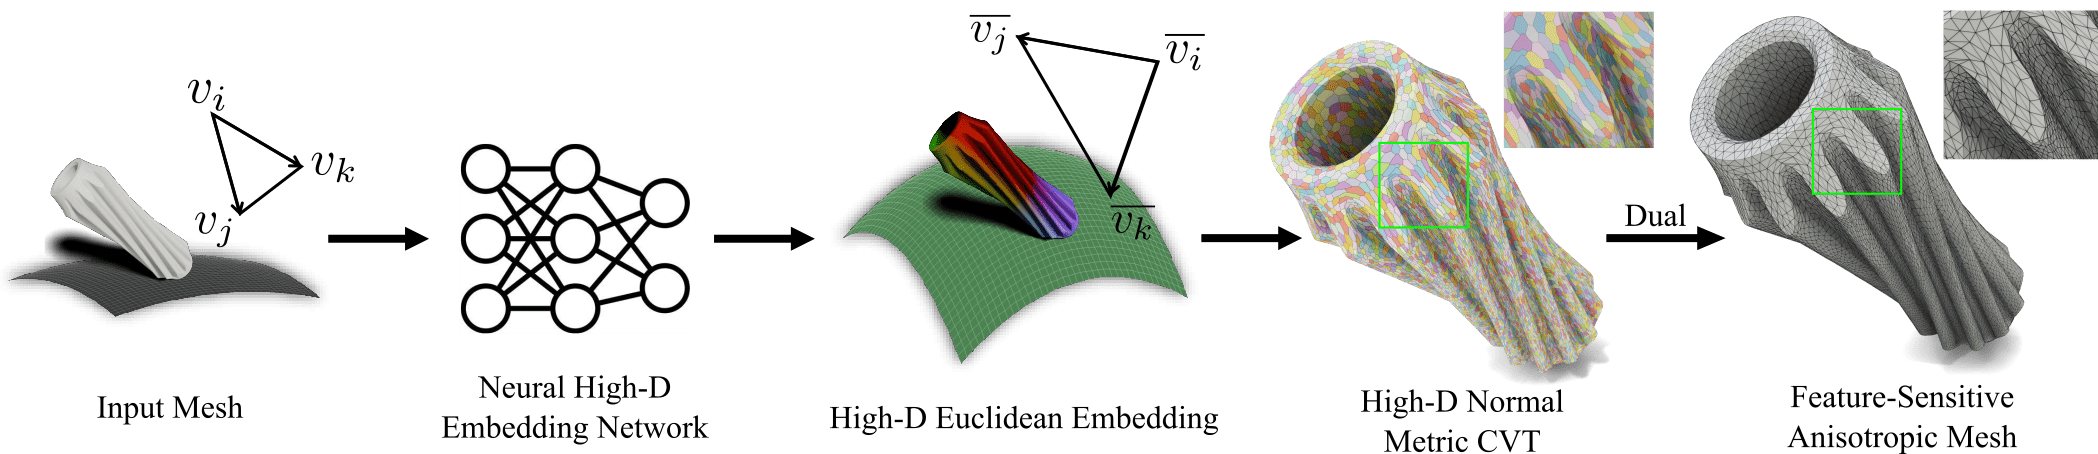 v_i
v_k
v_j
Input Mesh
Neural High-D
Embedding Network
\overline{v_j}
\overline{v_i}
\overline{v_k}
High-D Euclidean Embedding
High-D Normal
Metric CVT
Dual
Feature-Sensitive
Anisotropic Mesh